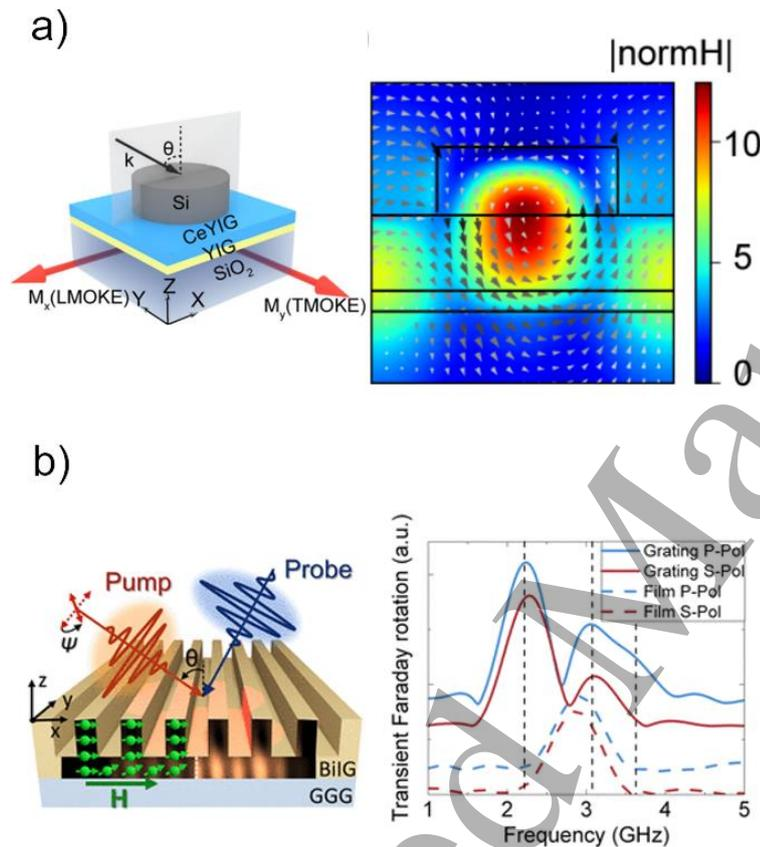 a)
|normH|
θ
k
Si
CeYIG
YIG
SiO2
Mx(LMOKE)
Y
Z
X
My(TMOKE)
10
5
0
b)
Pump
Probe
ψ
θ
z
y
x
H
BiIG
GGG
Transient Faraday rotation (a.u.)
Grating P-Pol
Grating S-Pol
Film P-Pol
Film S-Pol
1 2 3 4 5
Frequency (GHz)